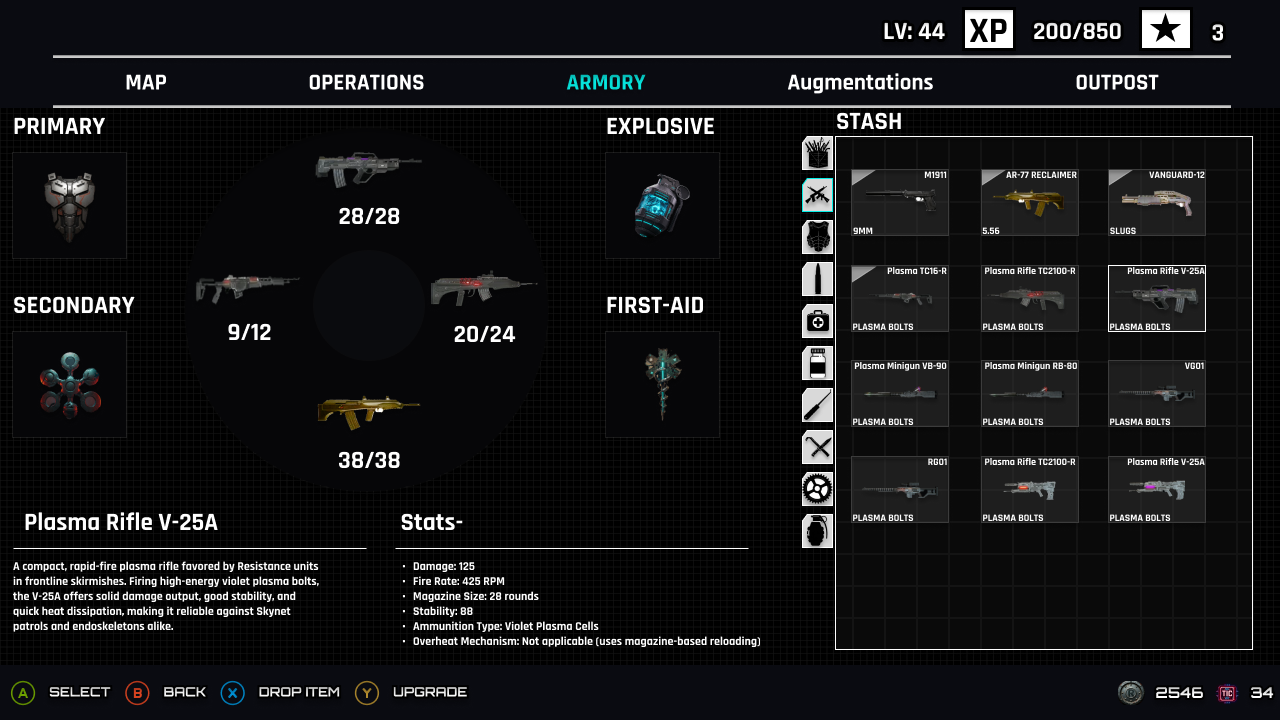 LV: 44 XP 200/850 3
MAP OPERATIONS ARMORY Augmentations OUTPOST
PRIMARY
EXPLOSIVE
STASH
28/28
9/12
20/24
38/38
SECONDARY
FIRST-AID
M1911
9MM
AR-77 RECLAIMER
5.56
VANGUARD-12
SLUGS
Plasma TC16-R
PLASMA BOLTS
Plasma Rifle TC2100-R
PLASMA BOLTS
Plasma Rifle V-25A
PLASMA BOLTS
Plasma Minigun VB-90
PLASMA BOLTS
Plasma Minigun RB-80
PLASMA BOLTS
VG01
PLASMA BOLTS
RG01
PLASMA BOLTS
Plasma Rifle TC2100-R
PLASMA BOLTS
Plasma Rifle V-25A
PLASMA BOLTS
Plasma Rifle V-25A
A compact, rapid-fire plasma rifle favored by Resistance units
in frontline skirmishes. Firing high-energy violet plasma bolts,
the V-25A offers solid damage output, good stability, and
quick heat dissipation, making it reliable against Skynet
patrols and endoskeletons alike.
Stats-
• Damage: 125
• Fire Rate: 425 RPM
• Magazine Size: 28 rounds
• Stability: 88
• Ammunition Type: Violet Plasma Cells
• Overheat Mechanism: Not applicable (uses magazine-based reloading)
A SELECT B BACK X DROP ITEM Y UPGRADE
2546 TIC 34